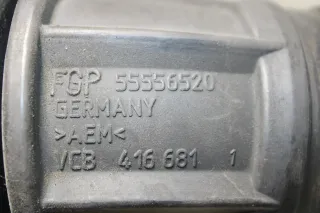 FGP 55556520
GERMANY
>AEM<
VCB 416 681 1